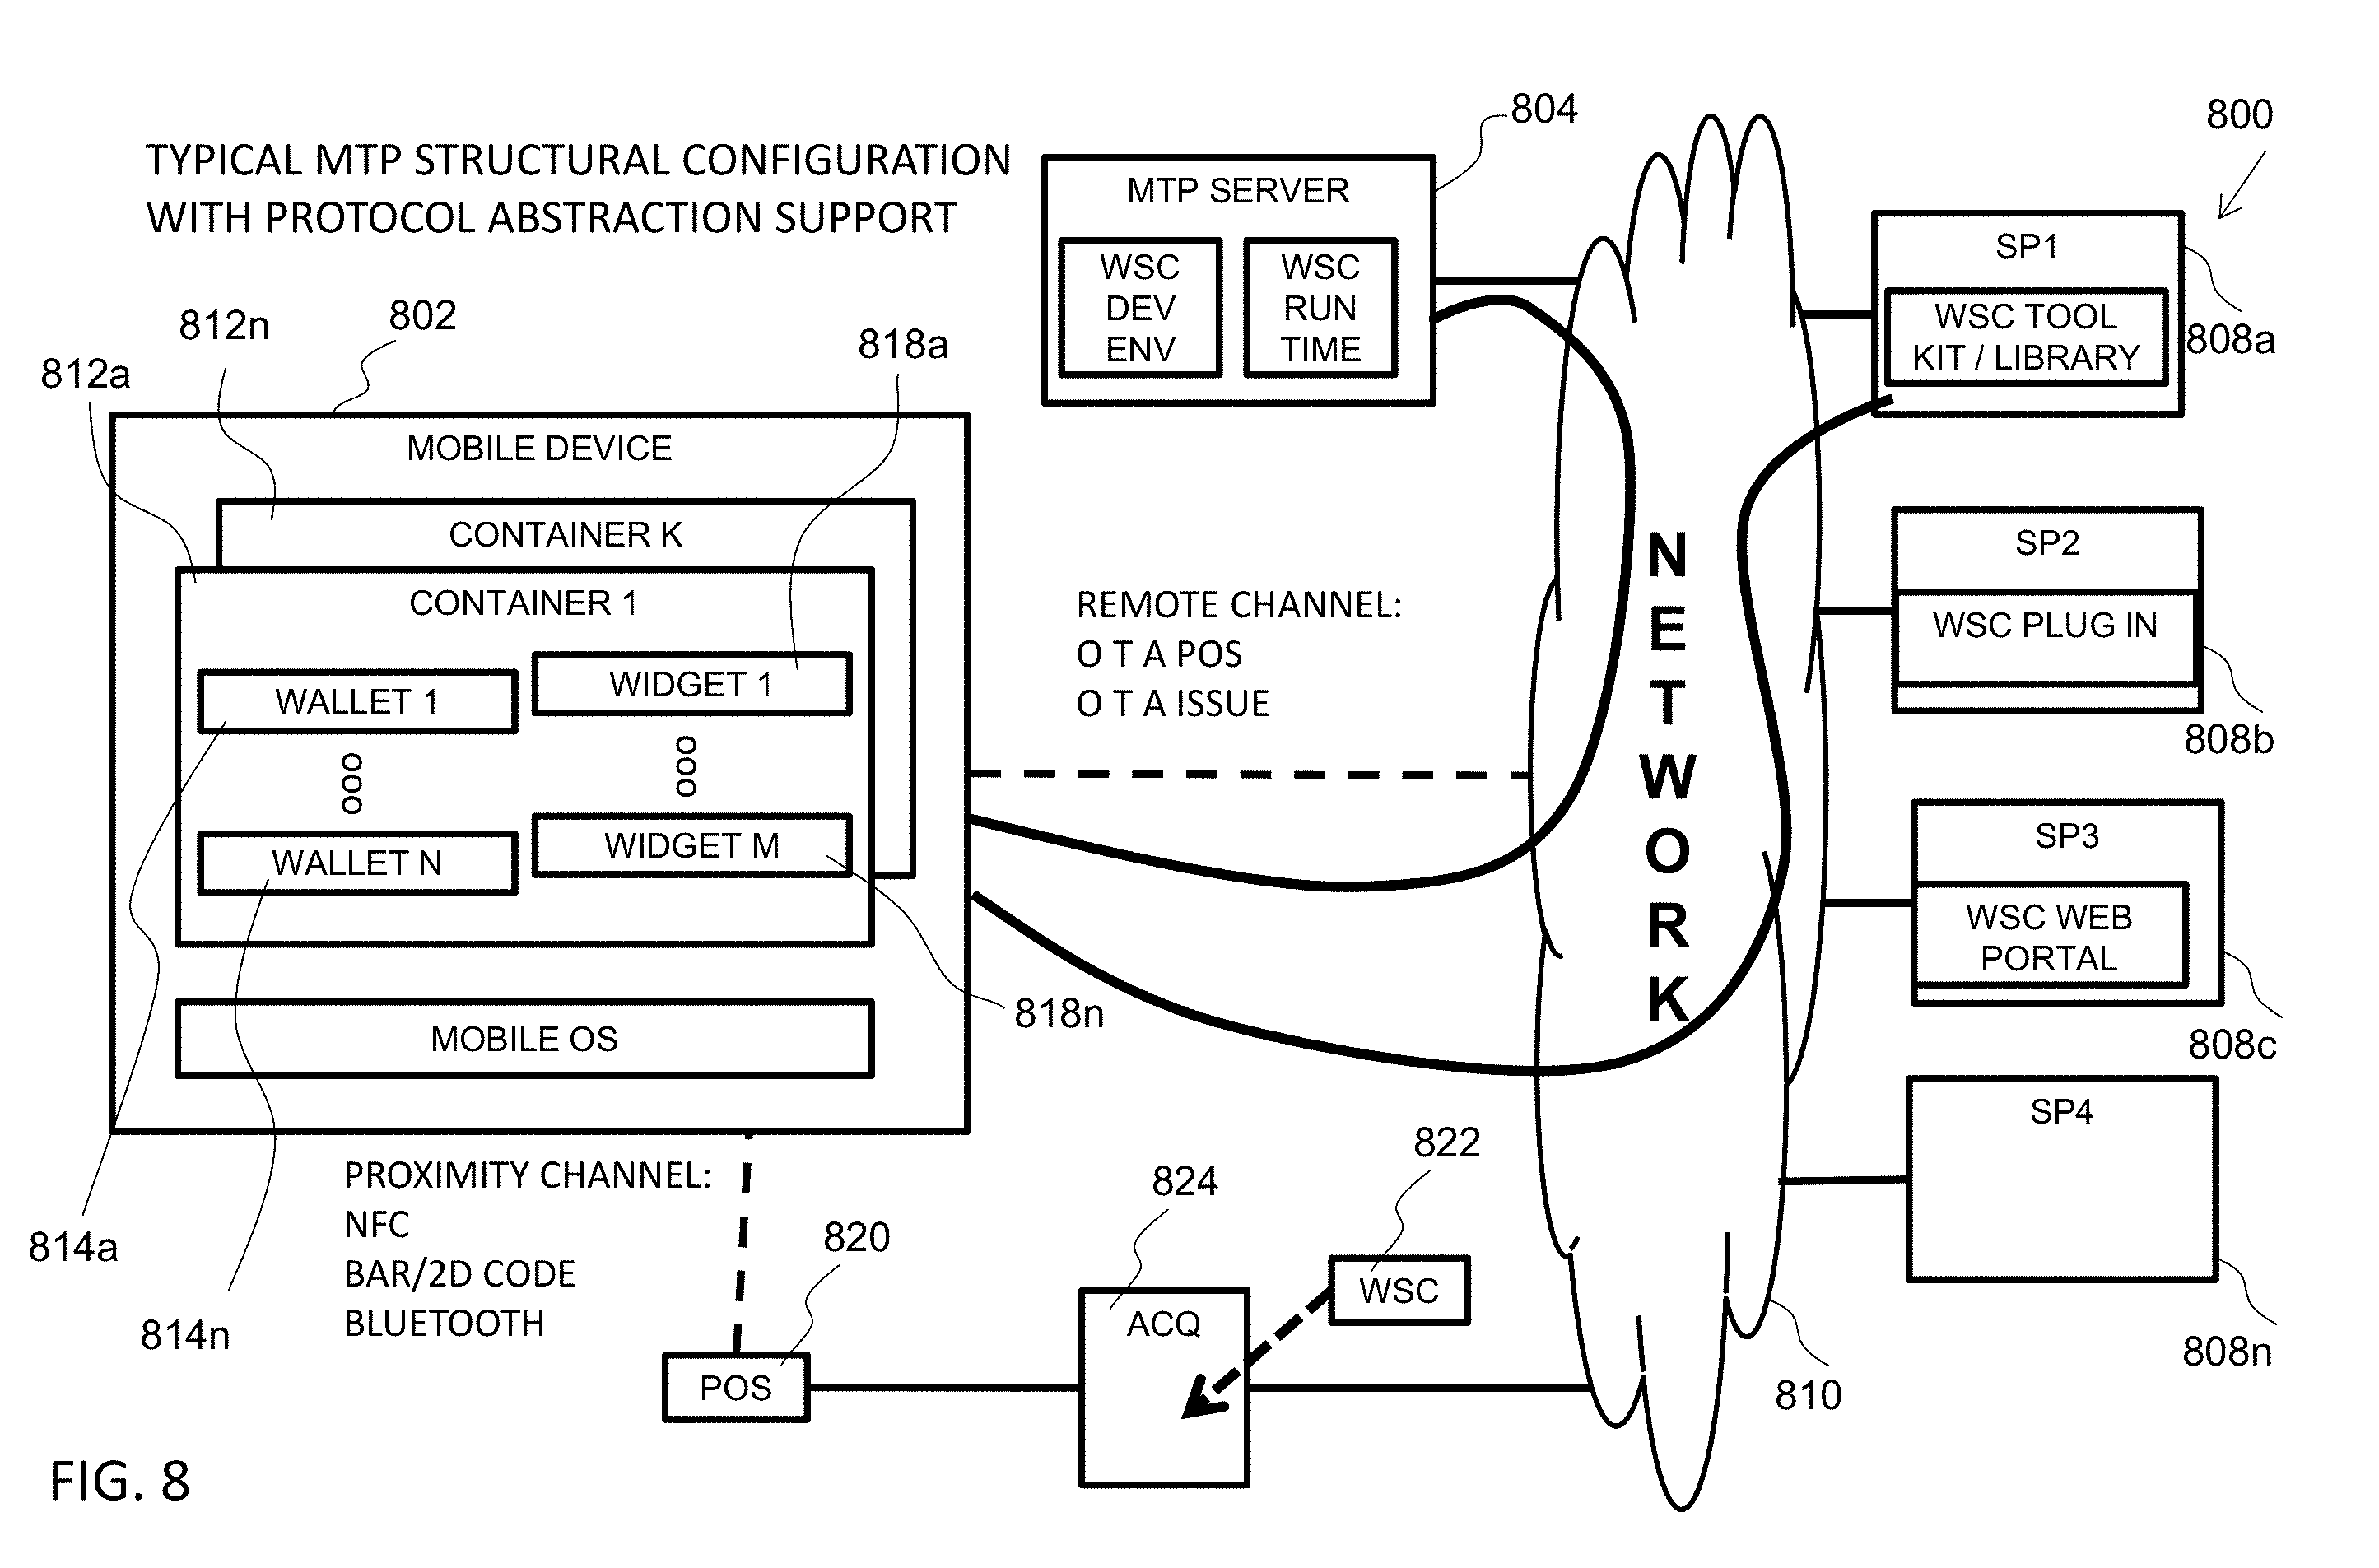 TYPICAL MTP STRUCTURAL CONFIGURATION
WITH PROTOCOL ABSTRACTION SUPPORT
800
804
MTP SERVER
WSC
DEV
ENV
WSC
RUN
TIME
SP1
WSC TOOL
KIT / LIBRARY
808a
802
812n
812a
818a
MOBILE DEVICE
CONTAINER K
CONTAINER 1
WALLET 1
WIDGET 1
ooo
ooo
WALLET N
WIDGET M
818n
MOBILE OS
REMOTE CHANNEL:
O T A POS
O T A ISSUE
NETWORK
SP2
WSC PLUG IN
808b
SP3
WSC WEB
PORTAL
808c
SP4
808n
810
814a
814n
PROXIMITY CHANNEL:
NFC
BAR/2D CODE
BLUETOOTH
820
POS
824
ACQ
822
WSC
FIG. 8